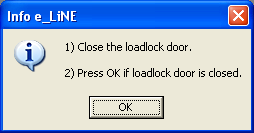 Info e_LiNE
1) Close the loadlock door.
2) Press OK if loadlock door is closed.
OK